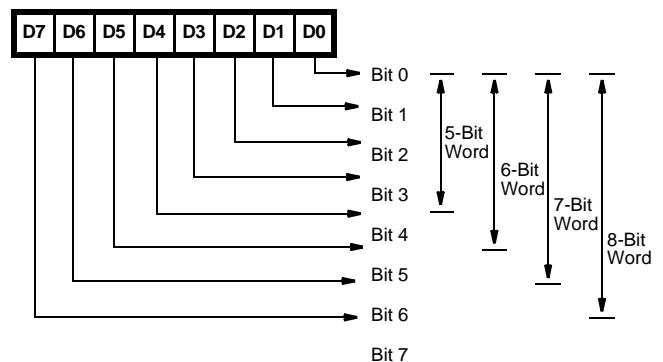 D7 D6 D5 D4 D3 D2 D1 D0
Bit 0
Bit 1
Bit 2
Bit 3
Bit 4
Bit 5
Bit 6
Bit 7
5-Bit
Word
6-Bit
Word
7-Bit
Word
8-Bit
Word